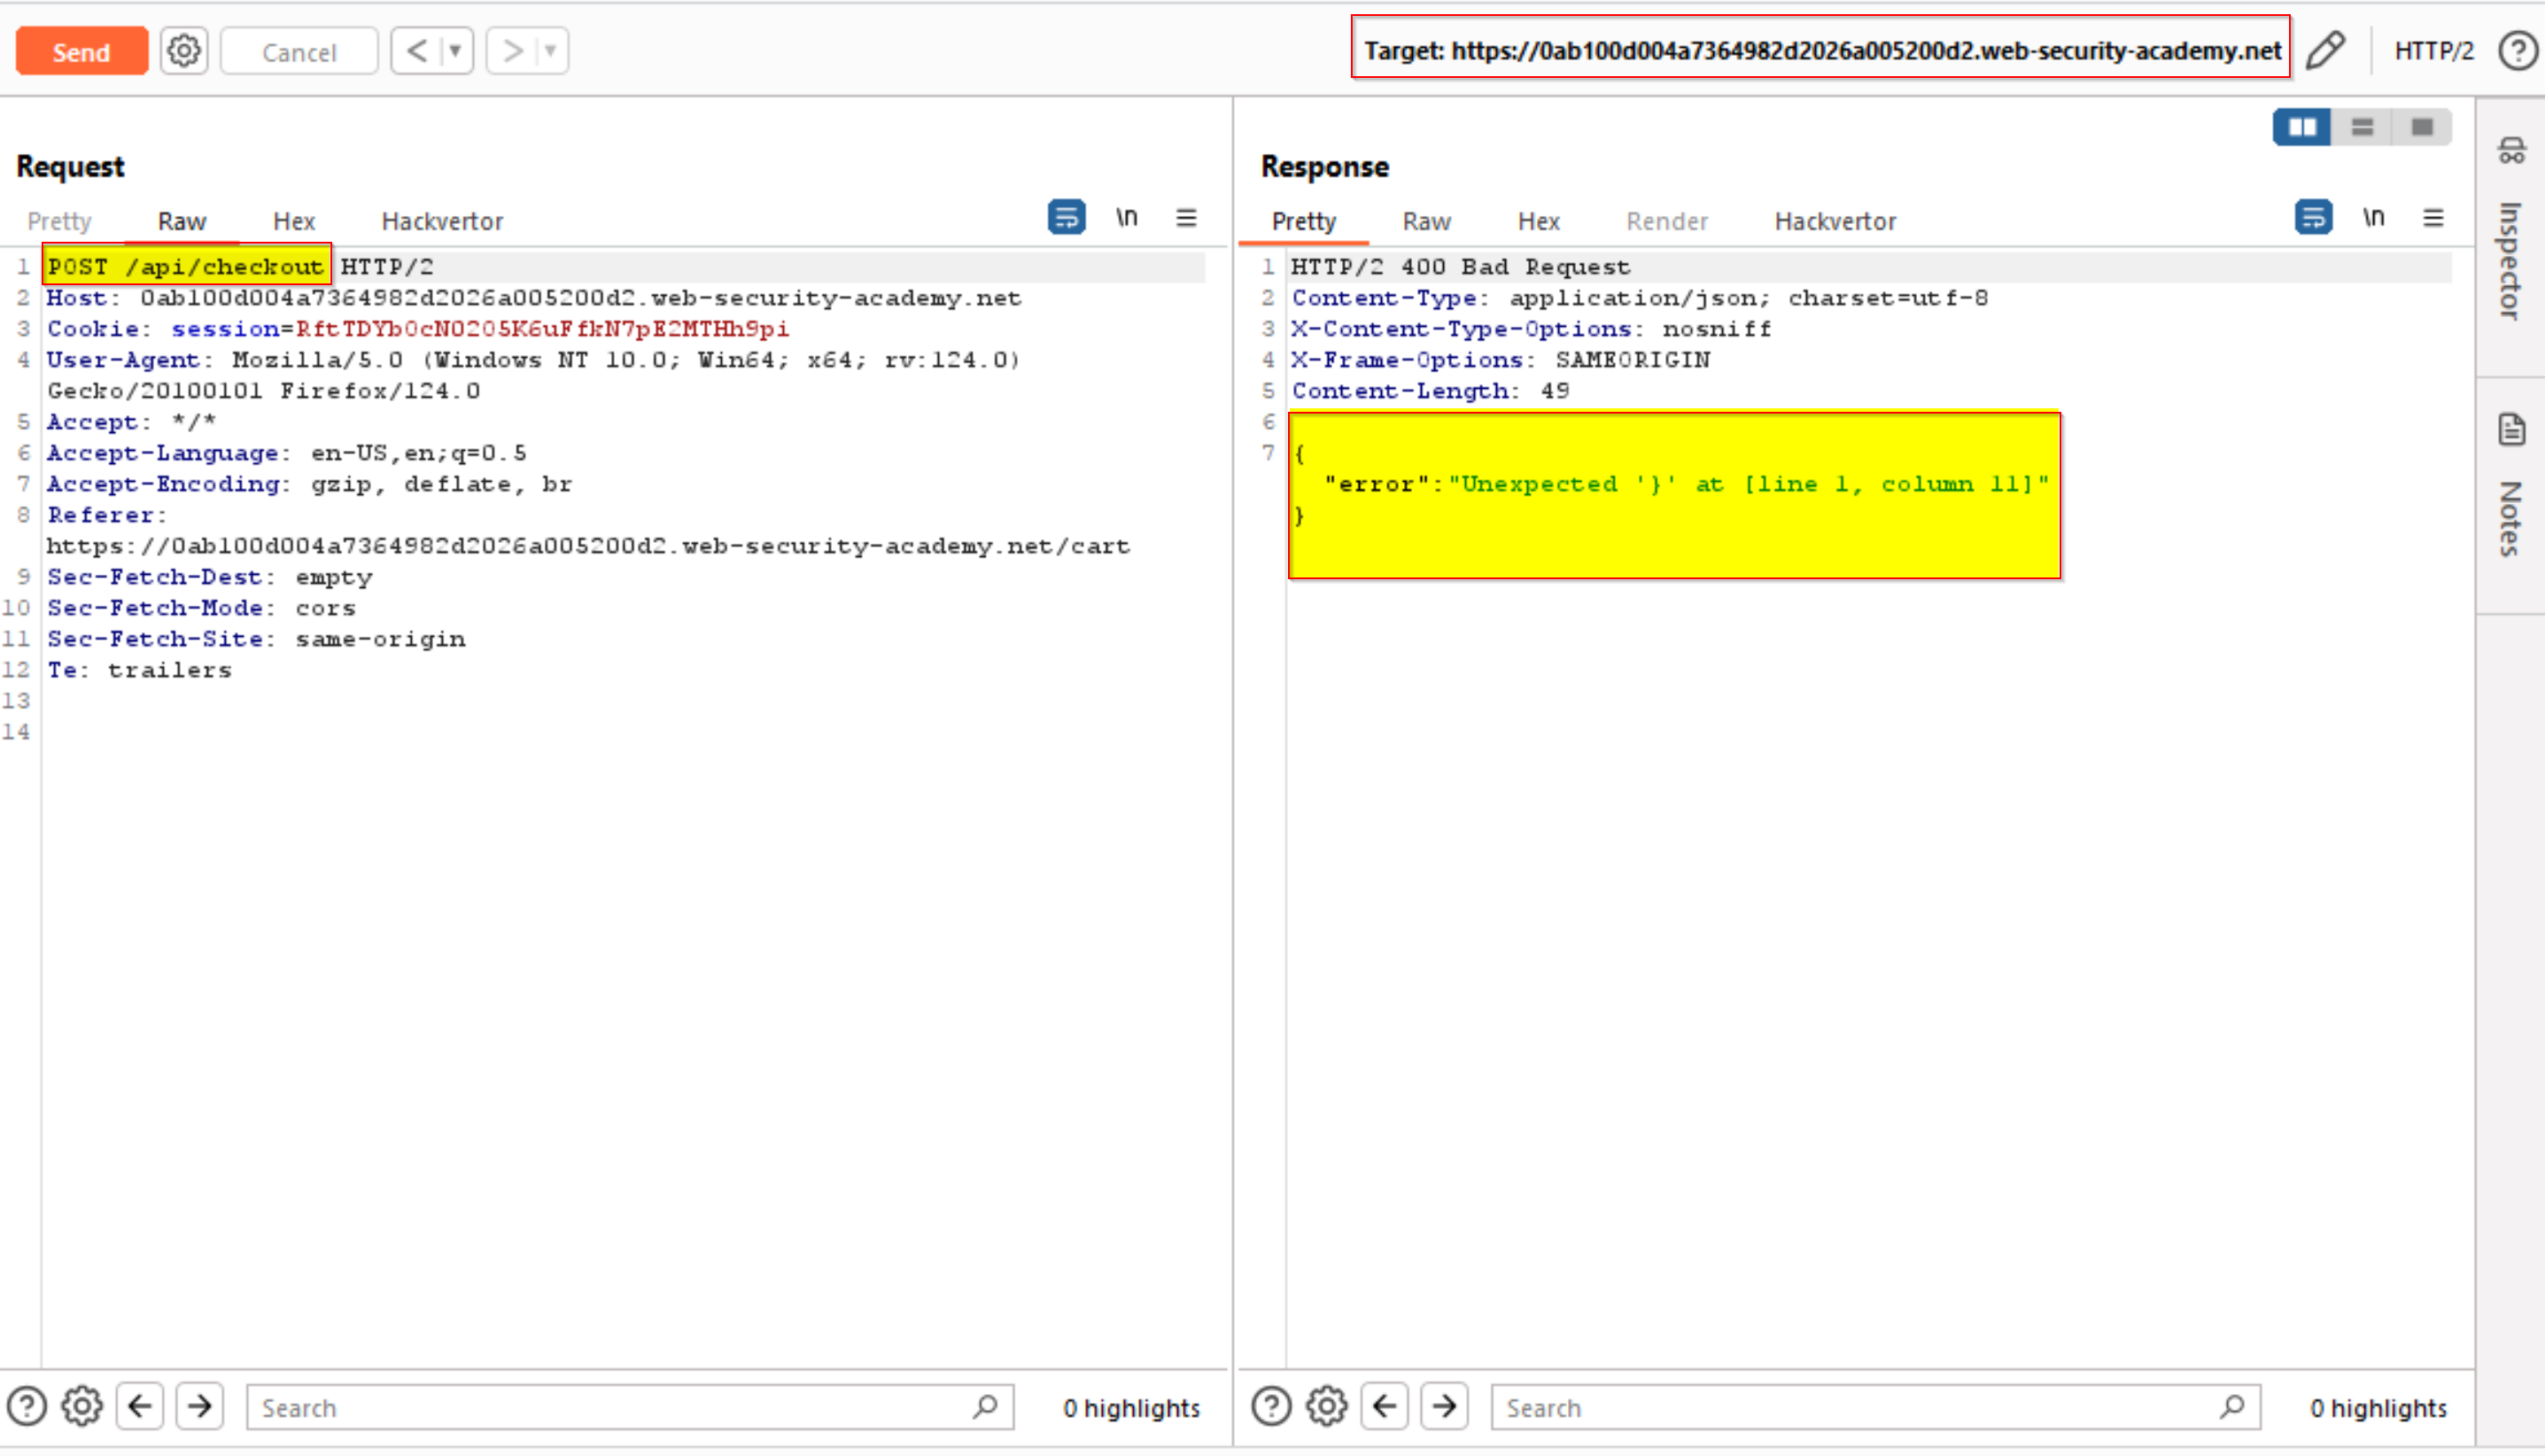 Send
Cancel
Target: https://0ab100d004a7364982d2026a005200d2.web-security-academy.net
HTTP/2
Request
Pretty Raw Hex Hackvertor \n
1 POST /api/checkout HTTP/2
2 Host: 0ab100d004a7364982d2026a005200d2.web-security-academy.net
3 Cookie: session=RftTDYb0cN02O5K6uFfkN7pE2MTHh9pi
4 User-Agent: Mozilla/5.0 (Windows NT 10.0; Win64; x64; rv:124.0)
Gecko/20100101 Firefox/124.0
5 Accept: */*
6 Accept-Language: en-US,en;q=0.5
7 Accept-Encoding: gzip, deflate, br
8 Referer:
https://0ab100d004a7364982d2026a005200d2.web-security-academy.net/cart
9 Sec-Fetch-Dest: empty
10 Sec-Fetch-Mode: cors
11 Sec-Fetch-Site: same-origin
12 Te: trailers
13
14
Search
0 highlights
Response
Pretty Raw Hex Render Hackvertor \n
1 HTTP/2 400 Bad Request
2 Content-Type: application/json; charset=utf-8
3 X-Content-Type-Options: nosniff
4 X-Frame-Options: SAMEORIGIN
5 Content-Length: 49
6
7 {
"error":"Unexpected '}' at [line 1, column 11]"
}
Search
0 highlights
Inspector
Notes